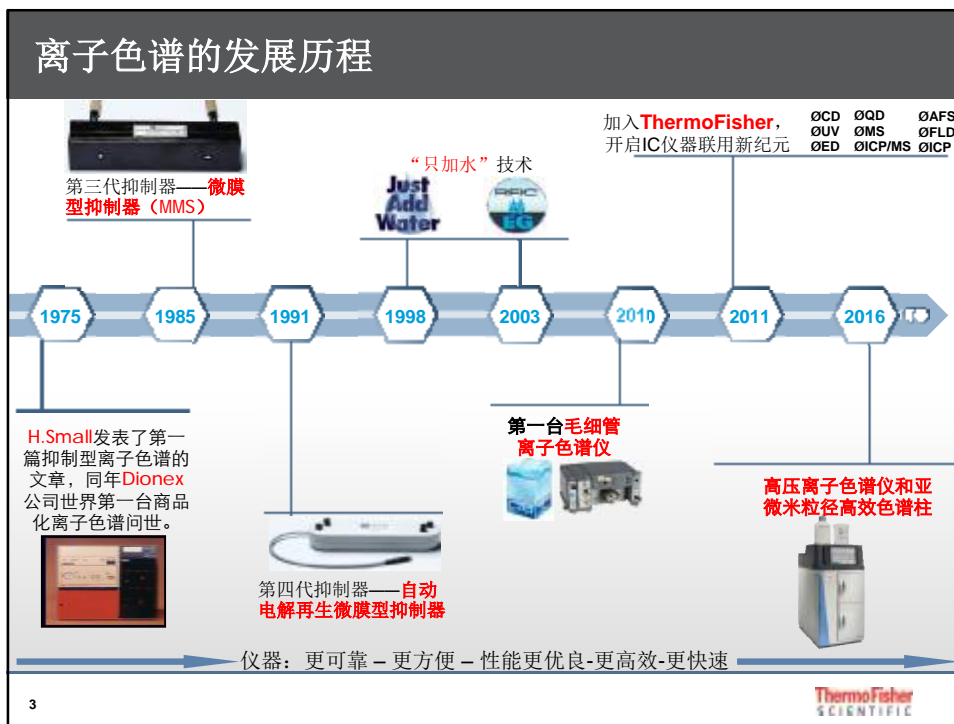 离子色谱的发展历程
第三代抑制器——微膜
型抑制器（MMS）
“只加水”技术
Just
Add
Water
RFIC
EG
加入ThermoFisher，
开启IC仪器联用新纪元
ØCD ØQD ØAFS
ØUV ØMS ØFLD
ØED ØICP/MS ØICP
1975
1985
1991
1998
2003
2010
2011
2016
H.Small发表了第一
篇抑制型离子色谱的
文章，同年Dionex
公司世界第一台商品
化离子色谱问世。
第四代抑制器——自动
电解再生微膜型抑制器
第一台毛细管
离子色谱仪
高压离子色谱仪和亚
微米粒径高效色谱柱
仪器：更可靠 – 更方便 – 性能更优良-更高效-更快速
3
ThermoFisher
SCIENTIFIC